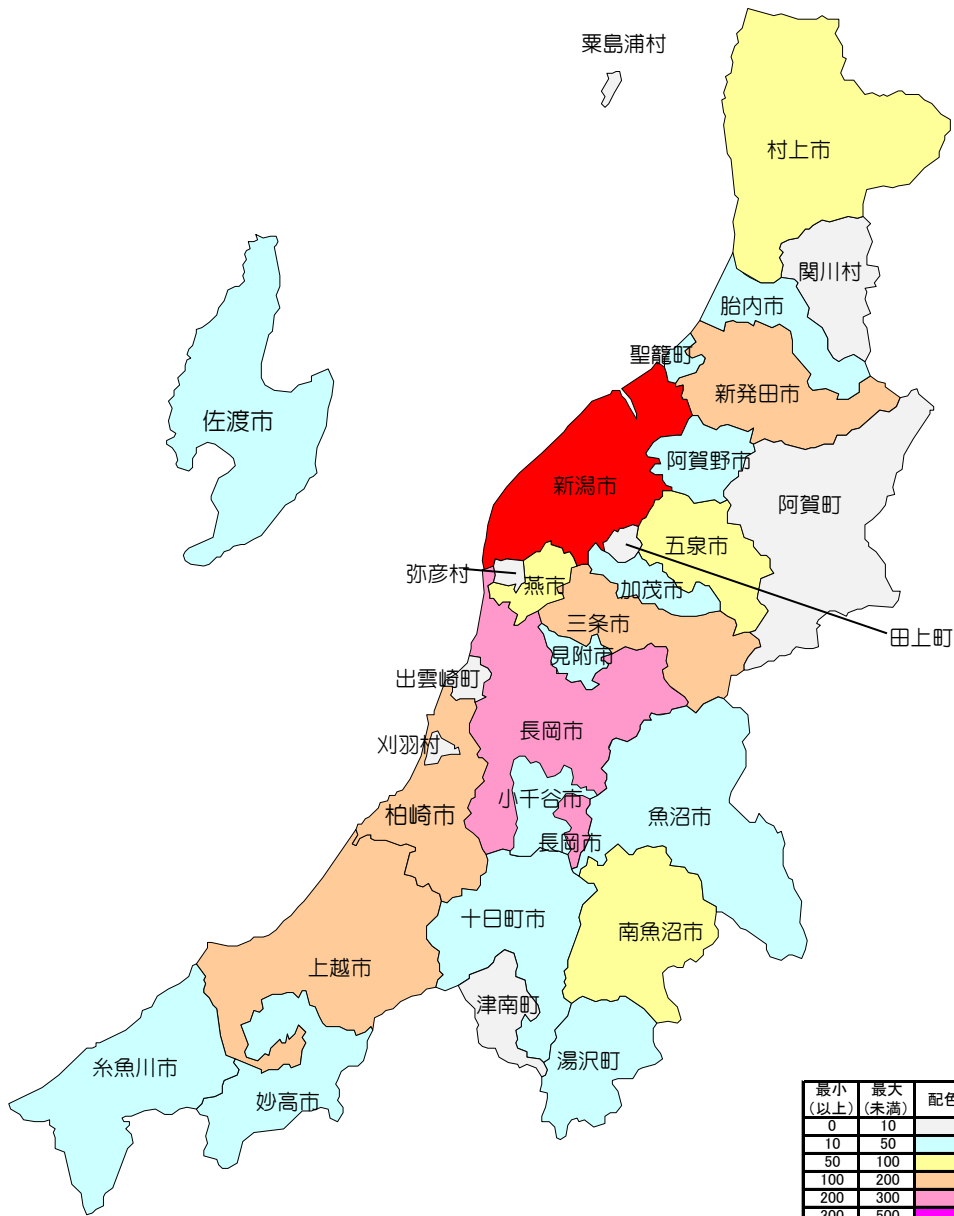 粟島浦村
村上市
関川村
胎内市
聖籠町
新発田市
佐渡市
阿賀野市
新潟市
阿賀町
五泉市
弥彦村
燕市
加茂市
三条市
田上町
見附市
出雲崎町
長岡市
刈羽村
小千谷市
柏崎市
魚沼市
長岡市
十日町市
南魚沼市
上越市
津南町
湯沢町
糸魚川市
妙高市
最小 最大 配色
(以上) (未満)
0 10
10 50
50 100
100 200
200 300
300 500